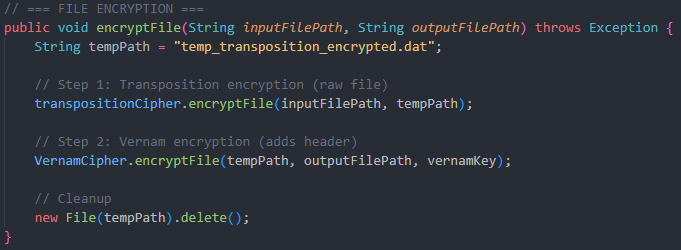 // === FILE ENCRYPTION ===
public void encryptFile(String inputFilePath, String outputFilePath) throws Exception {
    String tempPath = "temp_transposition_encrypted.dat";

    // Step 1: Transposition encryption (raw file)
    transpositionCipher.encryptFile(inputFilePath, tempPath);

    // Step 2: Vernam encryption (adds header)
    VernamCipher.encryptFile(tempPath, outputFilePath, vernamKey);

    // Cleanup
    new File(tempPath).delete();
}